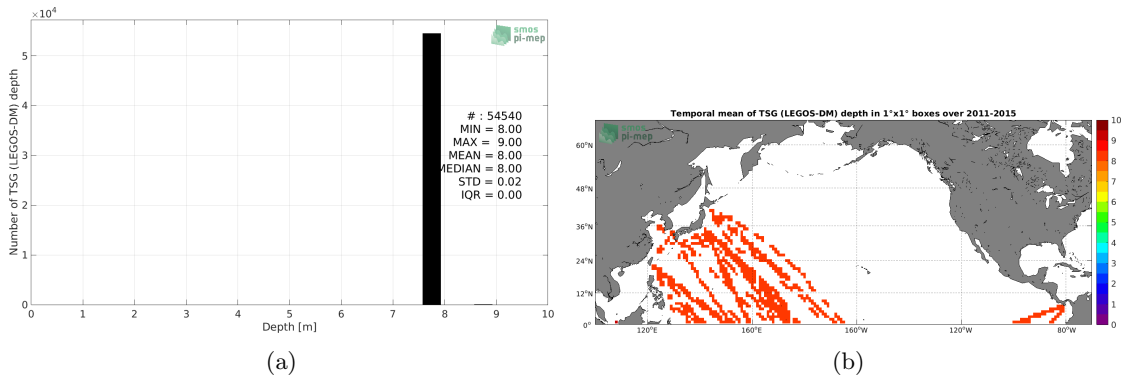 ×10⁴
smos
pi-mep
5
4
3
2
1
0
Number of TSG (LEGOS-DM) depth
# : 54540
MIN = 8.00
MAX = 9.00
MEAN = 8.00
MEDIAN = 8.00
STD = 0.02
IQR = 0.00
0 1 2 3 4 5 6 7 8 9 10
Depth [m]
(a)
Temporal mean of TSG (LEGOS-DM) depth in 1°x1° boxes over 2011-2015
smos
pi-mep
60°N
48°N
36°N
24°N
12°N
0°
120°E 160°E 160°W 120°W 80°W
10
9
8
7
6
5
4
3
2
1
0
(b)